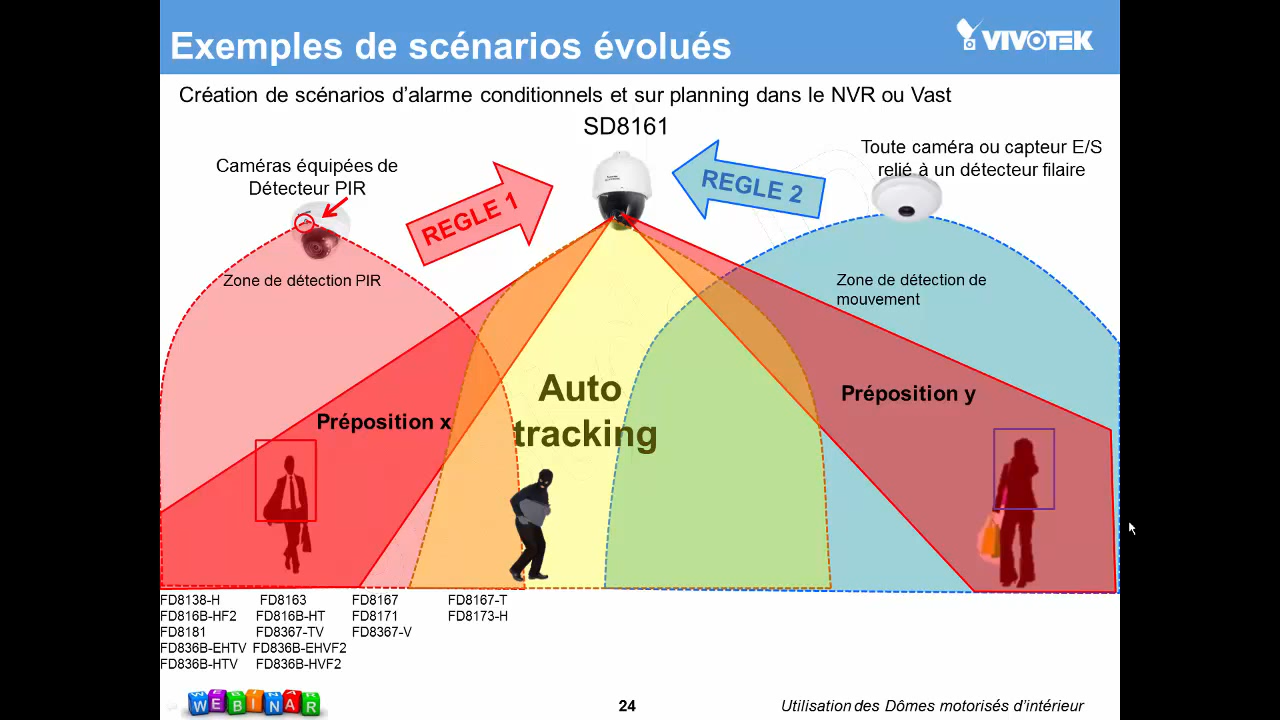 Exemples de scénarios évolués
VIVOTEK
Création de scénarios d'alarme conditionnels et sur planning dans le NVR ou Vast
SD8161
Caméras équipées de
Détecteur PIR
REGLE 1
REGLE 2
Toute caméra ou capteur E/S
relié à un détecteur filaire
Zone de détection PIR
Zone de détection de
mouvement
Auto
tracking
Préposition x
Préposition y
FD8138-H FD8163 FD8167 FD8167-T
FD816B-HF2 FD816B-HT FD8171 FD8173-H
FD8181 FD8367-TV FD8367-V
FD836B-EHTV FD836B-EHVF2
FD836B-HTV FD836B-HVF2
WEBINAR
24
Utilisation des Dômes motorisés d'intérieur